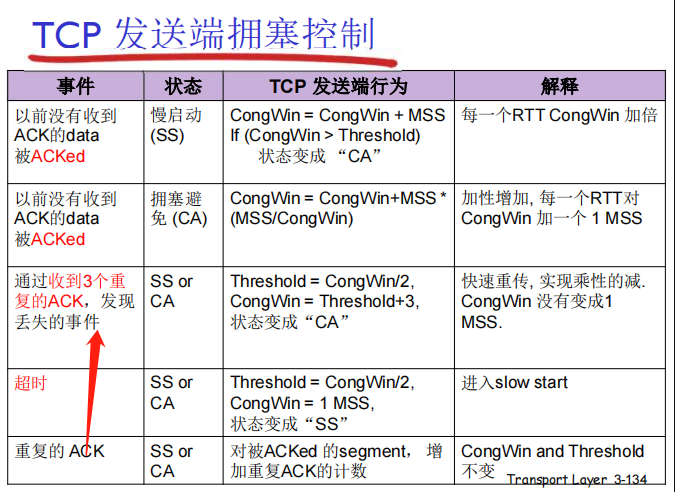 TCP 发送端拥塞控制
事件 状态 TCP 发送端行为 解释
以前没有收到
ACK的data
被ACKed
慢启动
(SS)
CongWin = CongWin + MSS
If (CongWin > Threshold)
状态变成 “CA”
每一个RTT CongWin 加倍
以前没有收到
ACK的data
被ACKed
拥塞避
免 (CA)
CongWin = CongWin+MSS *
(MSS/CongWin)
加性增加, 每一个RTT对
CongWin 加一个 1 MSS
通过收到3个重
复的ACK，发现
丢失的事件
SS or
CA
Threshold = CongWin/2,
CongWin = Threshold+3,
状态变成“CA”
快速重传, 实现乘性的减.
CongWin 没有变成1
MSS.
超时
SS or
CA
Threshold = CongWin/2,
CongWin = 1 MSS,
状态变成“SS”
进入slow start
重复的 ACK
SS or
CA
对被ACKed 的segment， 增
加重复ACK的计数
CongWin and Threshold
不变
Transport Layer 3-134